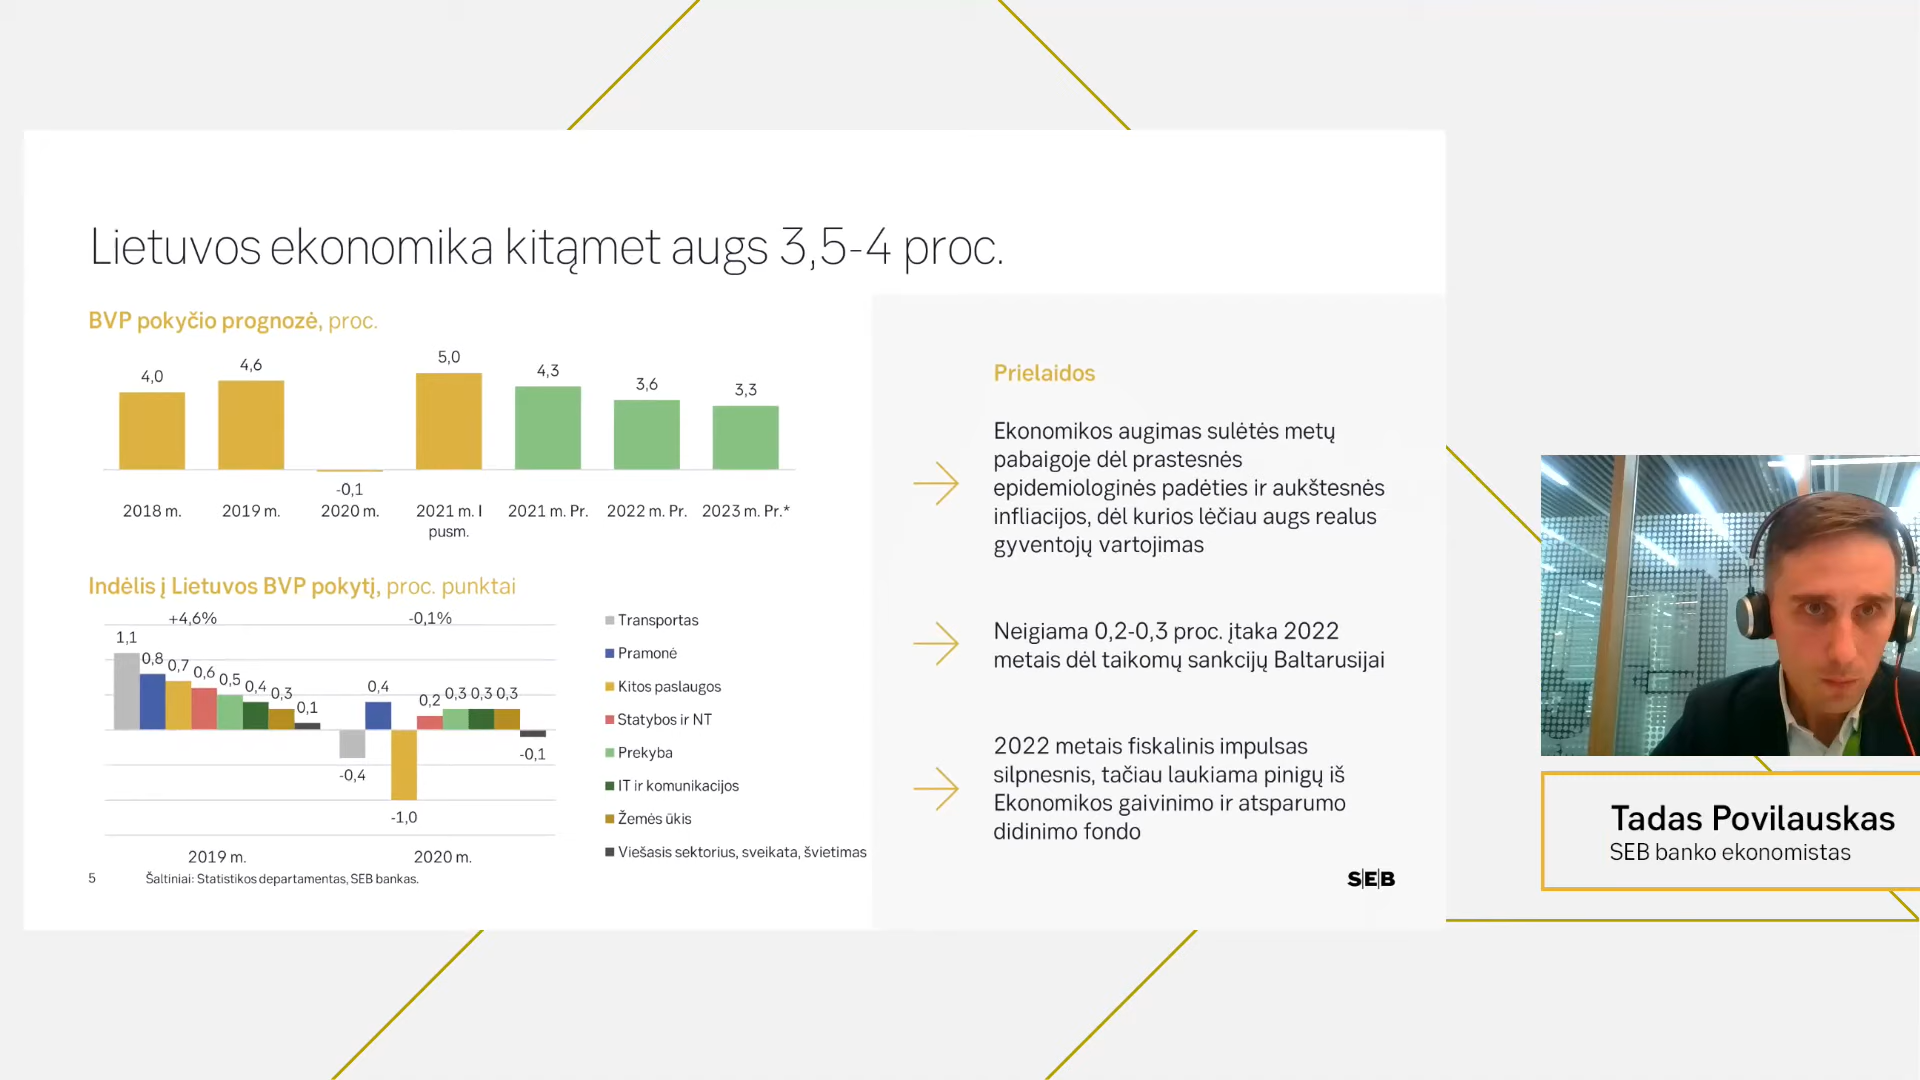 Lietuvos ekonomika kitąmet augs 3,5-4 proc.
BVP pokyčio prognozė, proc.
4,0
4,6
-0,1
5,0
4,3
3,6
3,3
2018 m.
2019 m.
2020 m.
2021 m. I
pusm.
2021 m. Pr.
2022 m. Pr.
2023 m. Pr.*
Indėlis į Lietuvos BVP pokytį, proc. punktai
+4,6%
-0,1%
1,1
0,8
0,7
0,6
0,5
0,4
0,3
0,1
-0,4
0,4
-1,0
0,2
0,3
0,3
0,3
-0,1
2019 m.
2020 m.
Transportas
Pramonė
Kitos paslaugos
Statybos ir NT
Prekyba
IT ir komunikacijos
Žemės ūkis
Viešasis sektorius, sveikata, švietimas
5
Šaltiniai: Statistikos departamentas, SEB bankas.
Prielaidos
Ekonomikos augimas sulėtės metų
pabaigoje dėl prastesnės
epidemiologinės padėties ir aukštesnės
infliacijos, dėl kurios lėčiau augs realus
gyventojų vartojimas
Neigiama 0,2-0,3 proc. įtaka 2022
metais dėl taikomų sankcijų Baltarusijai
2022 metais fiskalinis impulsas
silpnesnis, tačiau laukiama pinigų iš
Ekonomikos gaivinimo ir atsparumo
didinimo fondo
SEB
Tadas Povilauskas
SEB banko ekonomistas